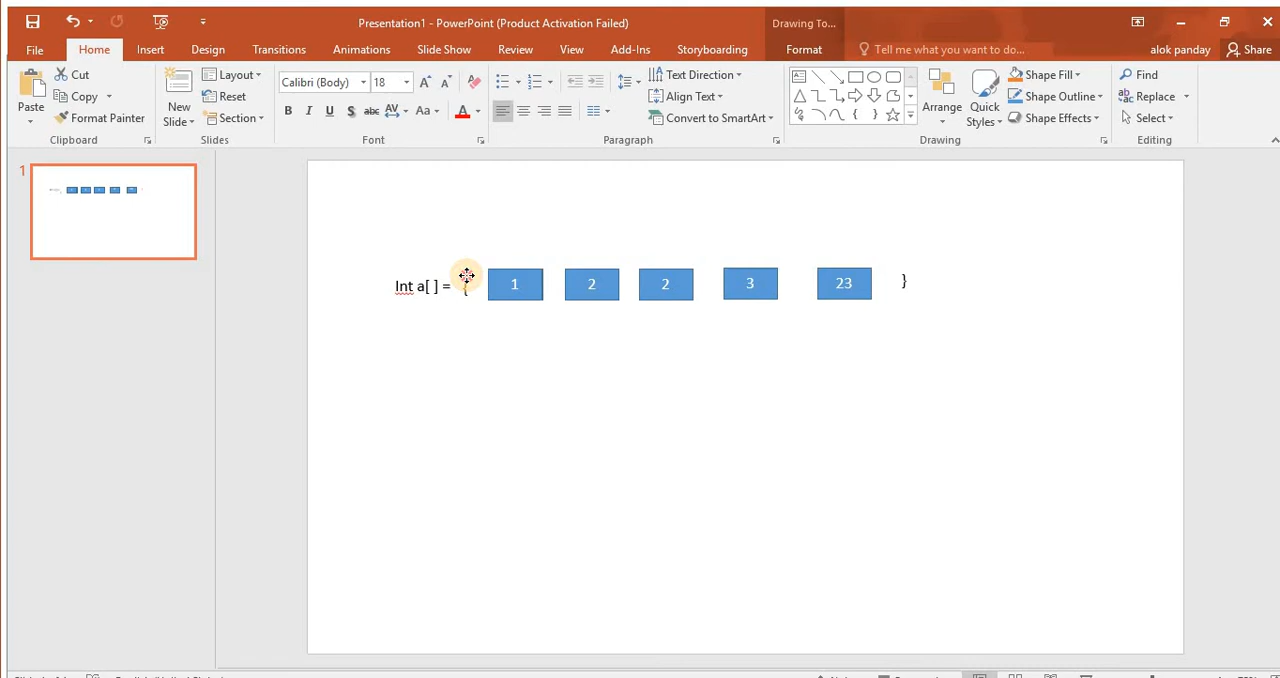 Presentation1 - PowerPoint (Product Activation Failed)
Drawing To...
File Home Insert Design Transitions Animations Slide Show Review View Add-Ins Storyboarding Format Tell me what you want to do... alok panday Share
Paste
Cut
Copy
Format Painter
Clipboard
New
Slide
Layout
Reset
Section
Slides
Calibri (Body) 18
B I U S abc AV Aa A
Font
Text Direction
Align Text
Convert to SmartArt
Paragraph
Arrange
Quick
Styles
Shape Fill
Shape Outline
Shape Effects
Drawing
Find
Replace
Select
Editing
1
Int a[ ] = { 1 2 2 3 23 }